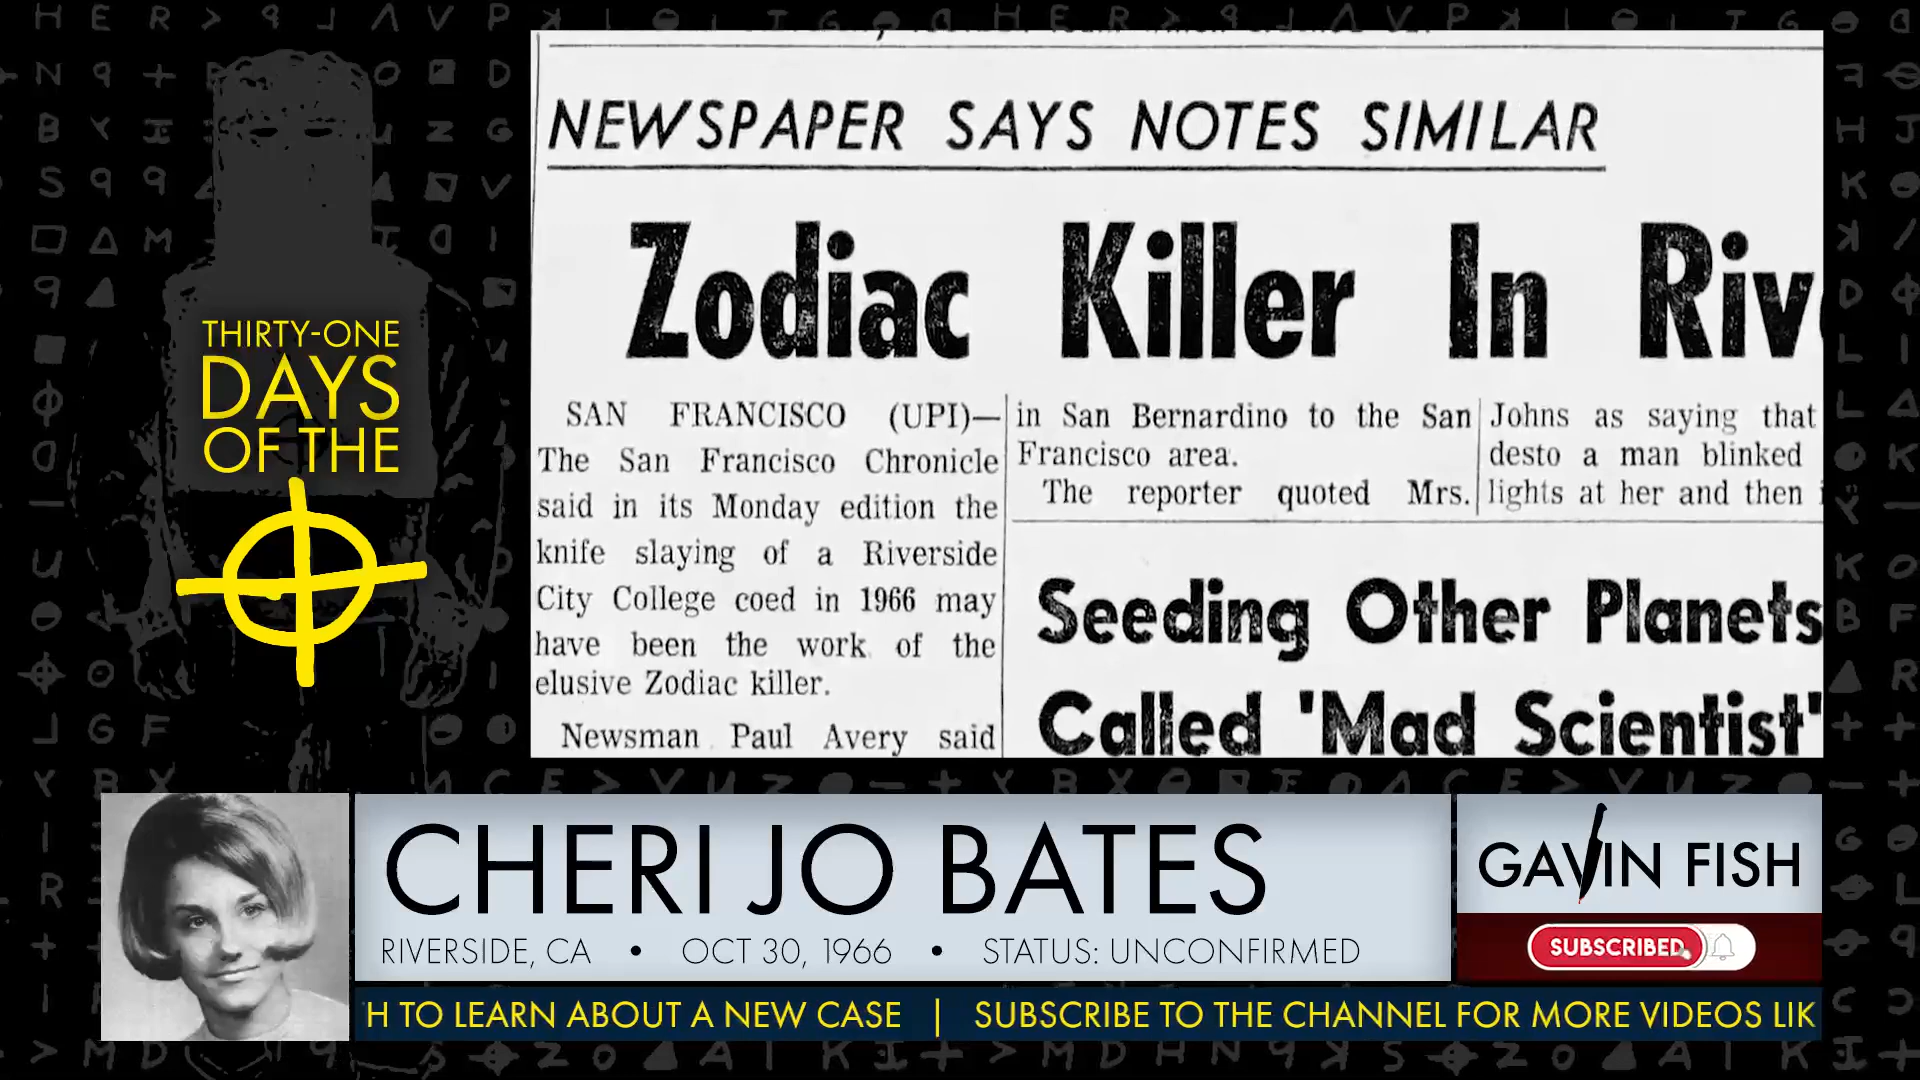 THIRTY-ONE
DAYS
OF THE
NEWSPAPER SAYS NOTES SIMILAR
Zodiac Killer In Riv
SAN FRANCISCO (UPI)—
The San Francisco Chronicle
said in its Monday edition the
knife slaying of a Riverside
City College coed in 1966 may
have been the work of the
elusive Zodiac killer.
Newsman Paul Avery said
in San Bernardino to the San
Francisco area.
The reporter quoted Mrs.
Johns as saying that
desto a man blinked
lights at her and then
Seeding Other Planets
Called 'Mad Scientist'
CHERI JO BATES
RIVERSIDE, CA • OCT 30, 1966 • STATUS: UNCONFIRMED
GAVIN FISH
SUBSCRIBED
H TO LEARN ABOUT A NEW CASE | SUBSCRIBE TO THE CHANNEL FOR MORE VIDEOS LIK